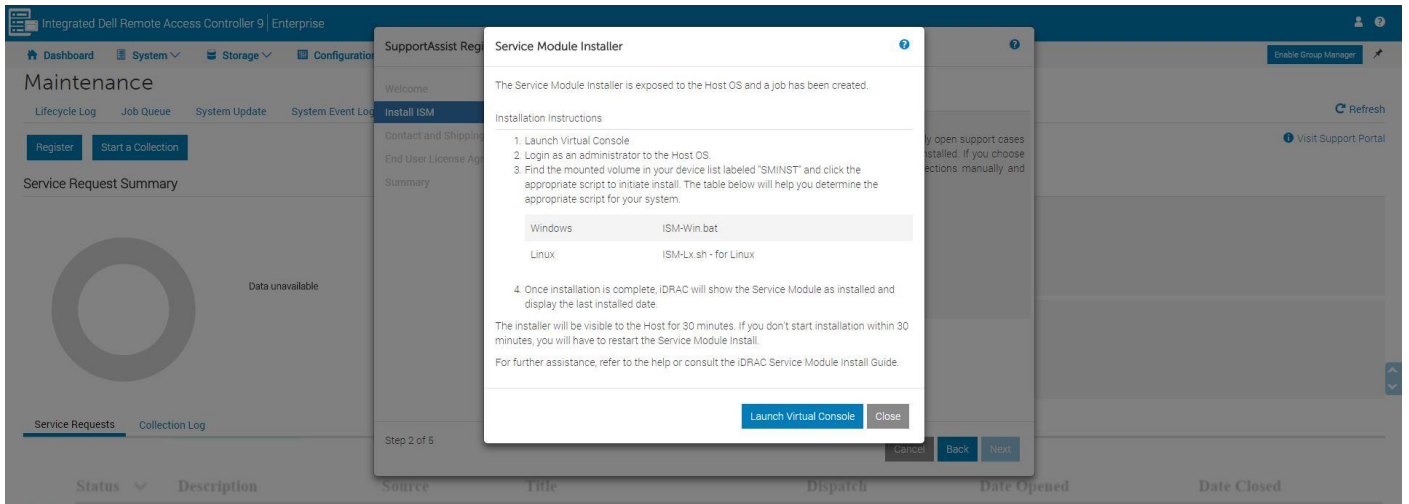 Integrated Dell Remote Access Controller 9 | Enterprise
Dashboard System Storage Configuration
Enable Group Manager
Maintenance
Lifecycle Log Job Queue System Update System Event Log
Refresh
Register Start a Collection
Visit Support Portal
Service Request Summary
Data unavailable
Service Requests Collection Log
Status Description Source Title Dispatch Date Opened Date Closed
SupportAssist Regi
Welcome
Install ISM
Contact and Shipping
End User License Agr
Summary
ly open support cases
nstalled. If you choose
ections manually and
Step 2 of 5
Cancel Back Next
Service Module Installer
The Service Module Installer is exposed to the Host OS and a job has been created.
Installation Instructions
1. Launch Virtual Console
2. Login as an administrator to the Host OS.
3. Find the mounted volume in your device list labeled "SMINST" and click the
appropriate script to initiate install. The table below will help you determine the
appropriate script for your system.
Windows ISM-Win.bat
Linux ISM-Lx.sh - for Linux
4. Once installation is complete, iDRAC will show the Service Module as installed and
display the last installed date.
The installer will be visible to the Host for 30 minutes. If you don't start installation within 30
minutes, you will have to restart the Service Module Install.
For further assistance, refer to the help or consult the iDRAC Service Module Install Guide.
Launch Virtual Console Close